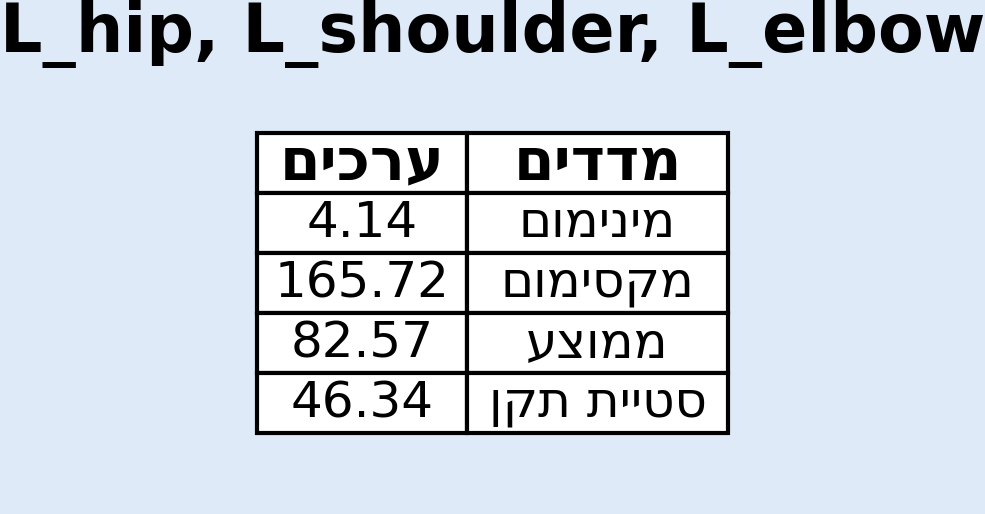 L_hip, L_shoulder, L_elbow
מדדים ערכים
מינימום 4.14
מקסימום 165.72
ממוצע 82.57
סטיית תקן 46.34